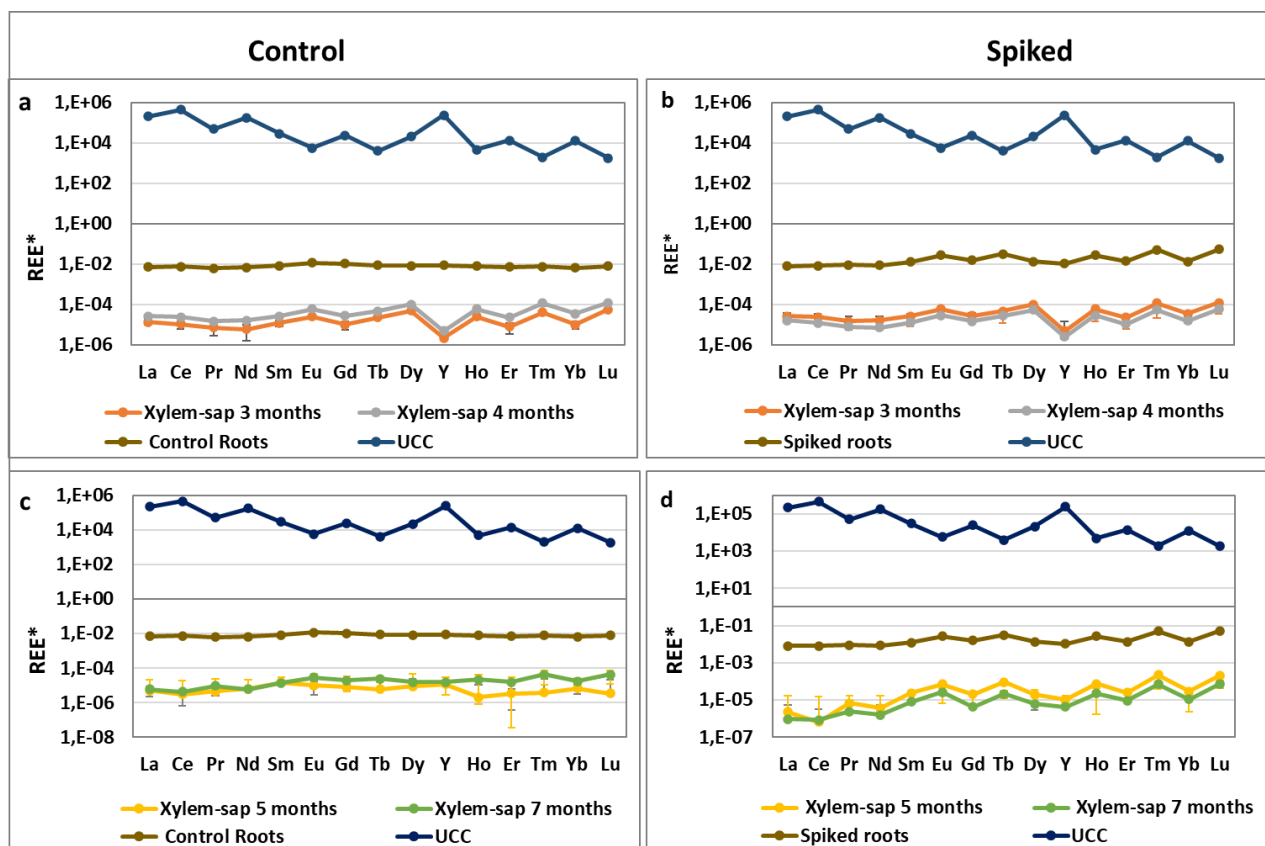 Control
Spiked
a
1,E+06
1,E+04
1,E+02
1,E+00
1,E-02
1,E-04
1,E-06
REE*
La Ce Pr Nd Sm Eu Gd Tb Dy Y Ho Er Tm Yb Lu
Xylem-sap 3 months Xylem-sap 4 months
Control Roots UCC
b
1,E+06
1,E+04
1,E+02
1,E+00
1,E-02
1,E-04
1,E-06
REE*
La Ce Pr Nd Sm Eu Gd Tb Dy Y Ho Er Tm Yb Lu
Xylem-sap 3 months Xylem-sap 4 months
Spiked roots UCC
c
1,E+06
1,E+04
1,E+02
1,E+00
1,E-02
1,E-04
1,E-06
1,E-08
REE*
La Ce Pr Nd Sm Eu Gd Tb Dy Y Ho Er Tm Yb Lu
Xylem-sap 5 months Xylem-sap 7 months
Control Roots UCC
d
1,E+05
1,E+03
1,E+01
1,E-01
1,E-03
1,E-05
1,E-07
REE*
La Ce Pr Nd Sm Eu Gd Tb Dy Y Ho Er Tm Yb Lu
Xylem-sap 5 months Xylem-sap 7 months
Spiked roots UCC